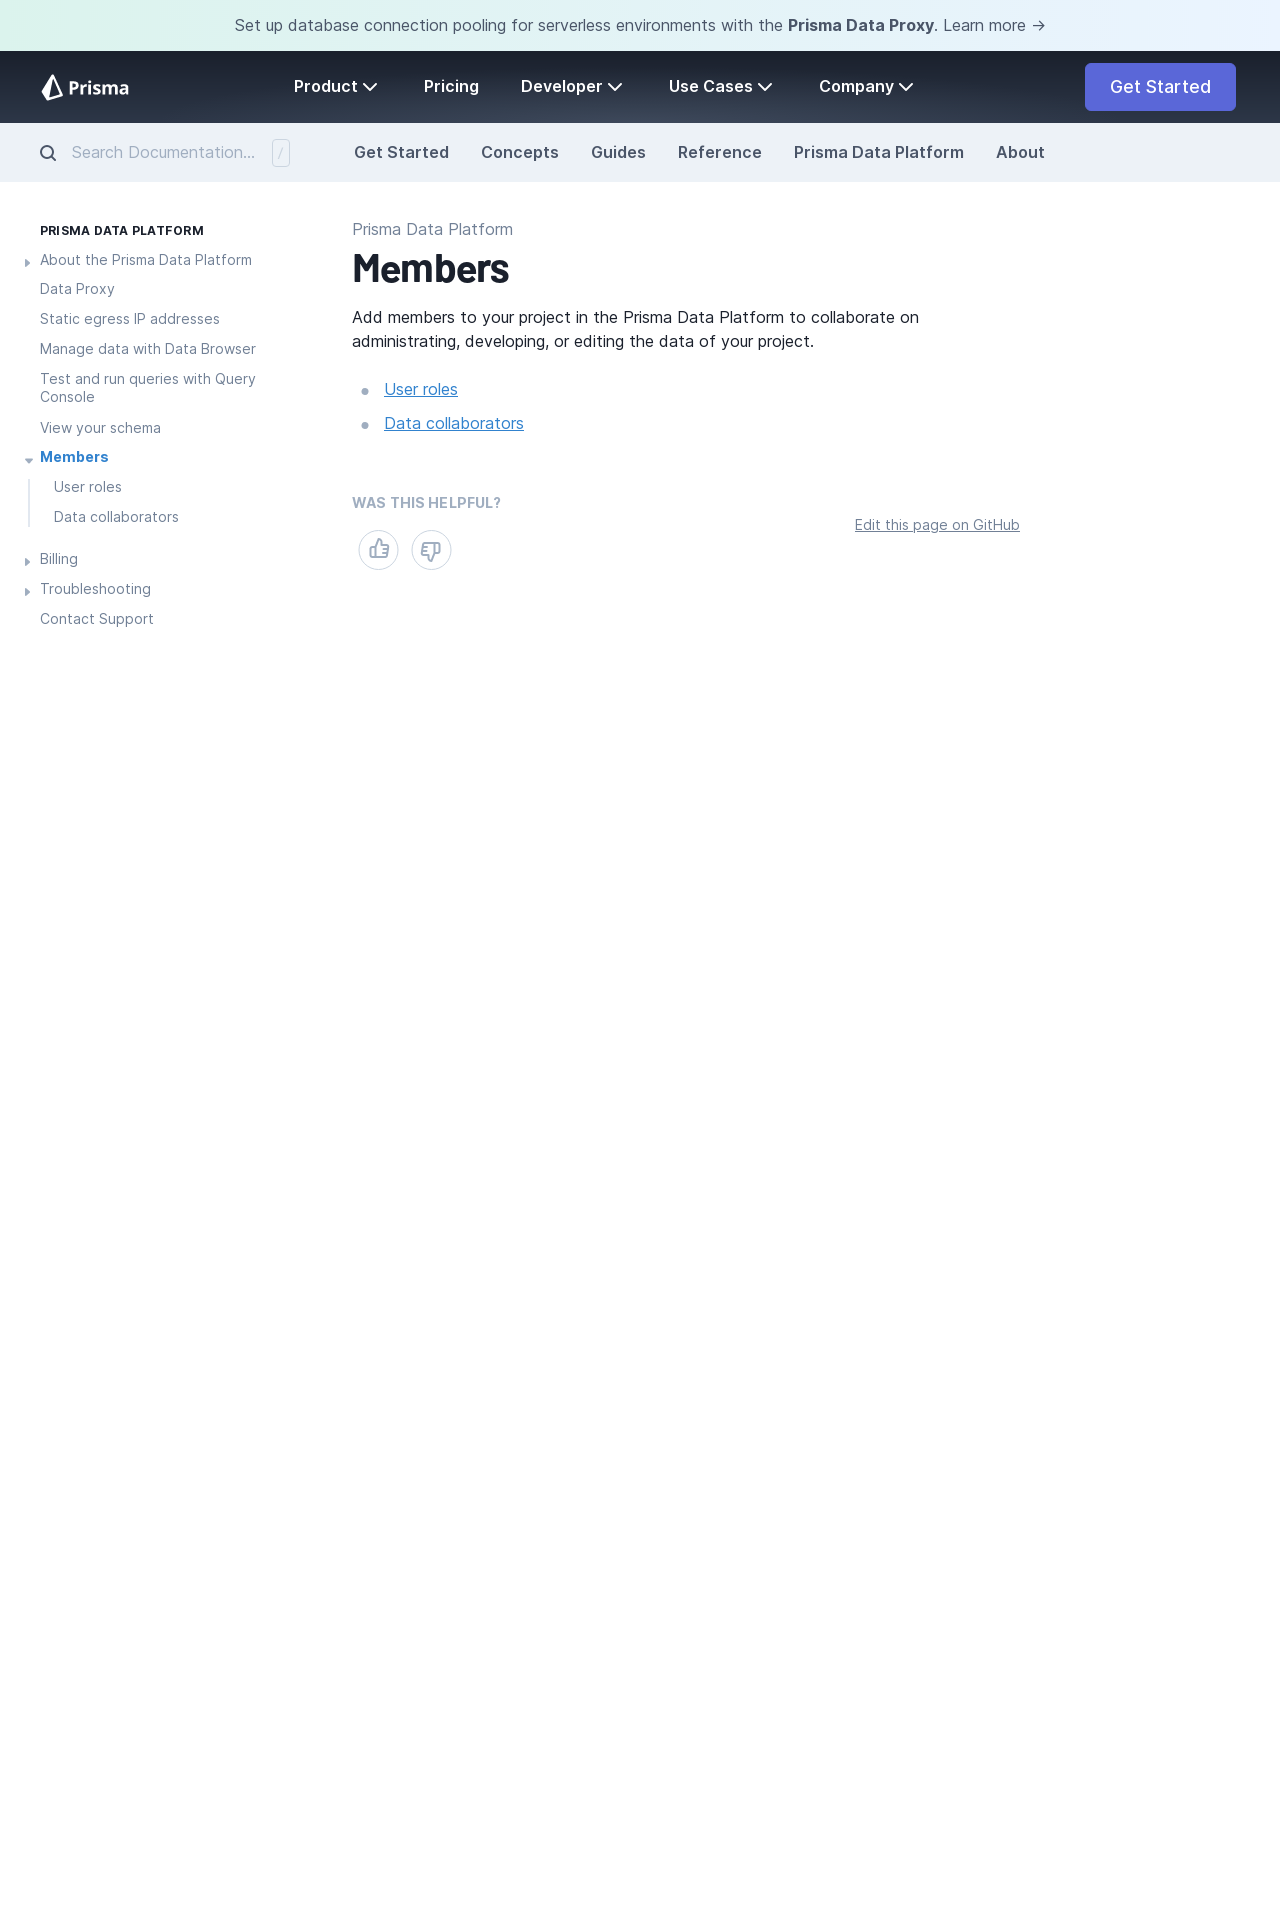 Set up database connection pooling for serverless environments with the Prisma Data Proxy. Learn more →
Prisma
Product
Pricing
Developer
Use Cases
Company
Get Started
Search Documentation...
/
Get Started
Concepts
Guides
Reference
Prisma Data Platform
About
PRISMA DATA PLATFORM
About the Prisma Data Platform
Data Proxy
Static egress IP addresses
Manage data with Data Browser
Test and run queries with Query
Console
View your schema
Members
User roles
Data collaborators
Billing
Troubleshooting
Contact Support
Prisma Data Platform
Members
Add members to your project in the Prisma Data Platform to collaborate on
administrating, developing, or editing the data of your project.
User roles
Data collaborators
WAS THIS HELPFUL?
Edit this page on GitHub